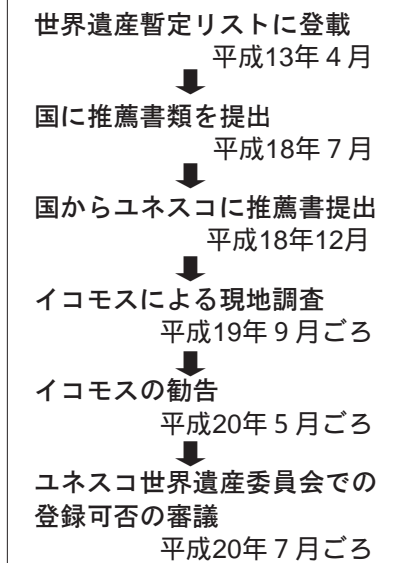 世界遺産暫定リストに登載
平成13年４月
国に推薦書類を提出
平成18年７月
国からユネスコに推薦書提出
平成18年12月
イコモスによる現地調査
平成19年９月ごろ
イコモスの勧告
平成20年５月ごろ
ユネスコ世界遺産委員会での
登録可否の審議
平成20年７月ごろ